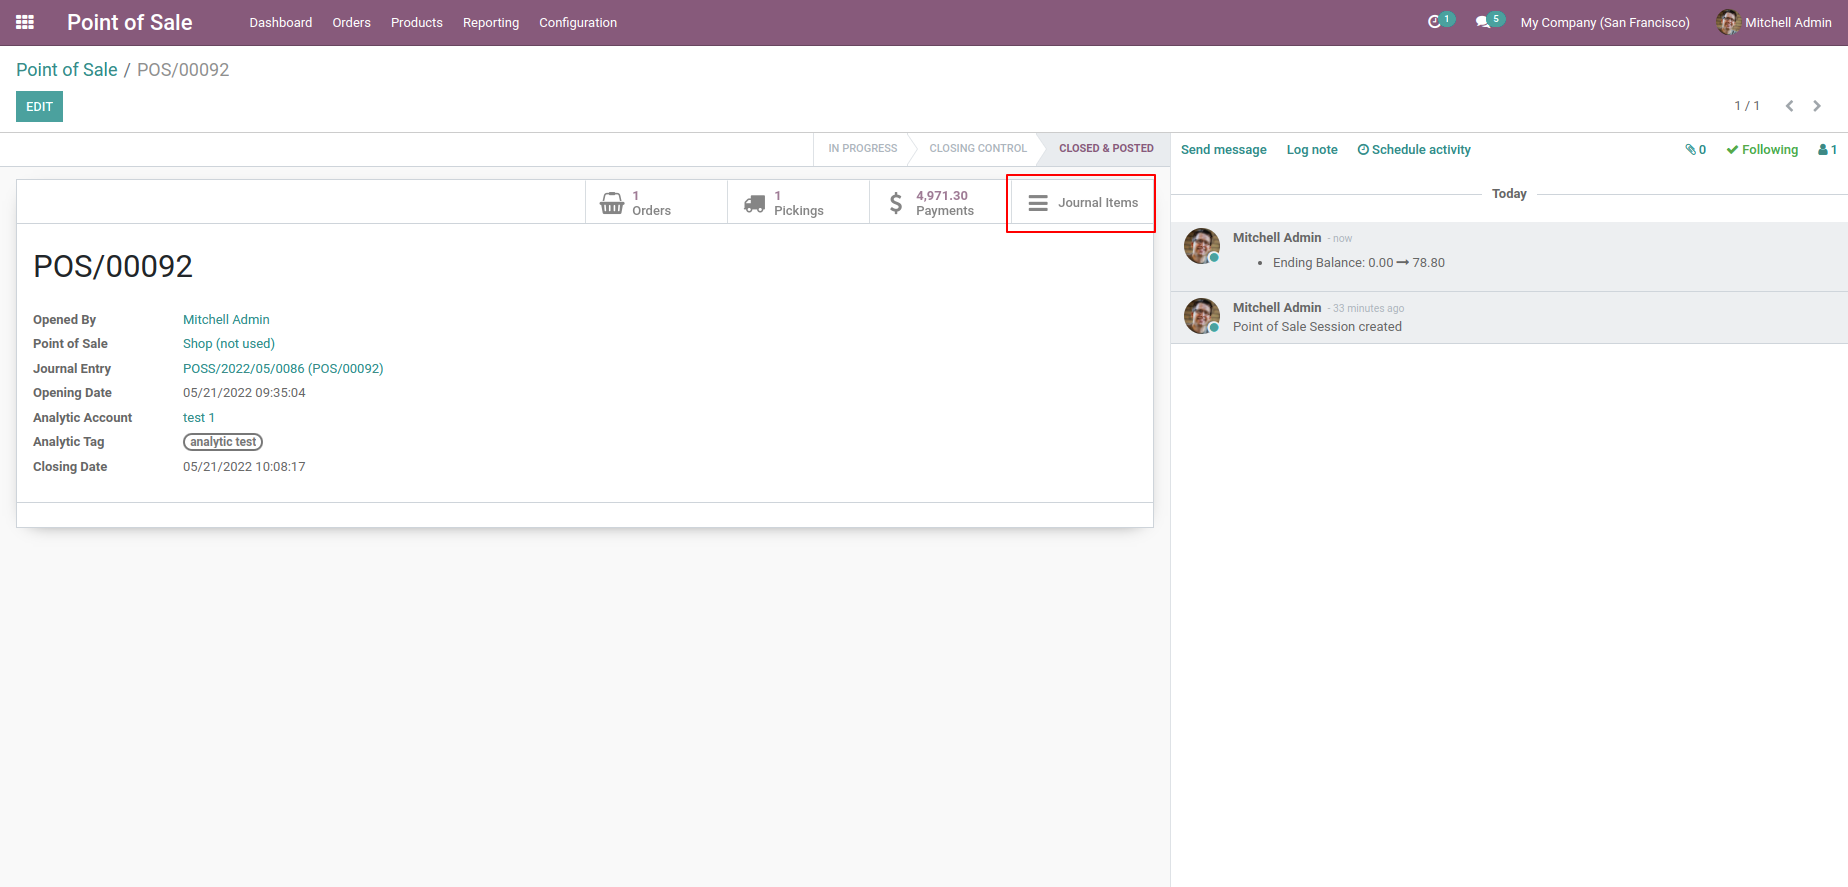 Point of Sale Dashboard Orders Products Reporting Configuration 1 5 My Company (San Francisco) Mitchell Admin
Point of Sale / POS/00092
EDIT 1 / 1
IN PROGRESS CLOSING CONTROL CLOSED & POSTED
1
Orders
1
Pickings
4,971.30
Payments
Journal Items
POS/00092
Opened By Mitchell Admin
Point of Sale Shop (not used)
Journal Entry POSS/2022/05/0086 (POS/00092)
Opening Date 05/21/2022 09:35:04
Analytic Account test 1
Analytic Tag analytic test
Closing Date 05/21/2022 10:08:17
Send message Log note Schedule activity 0 Following 1
Today
Mitchell Admin - now
• Ending Balance: 0.00 → 78.80
Mitchell Admin - 33 minutes ago
Point of Sale Session created